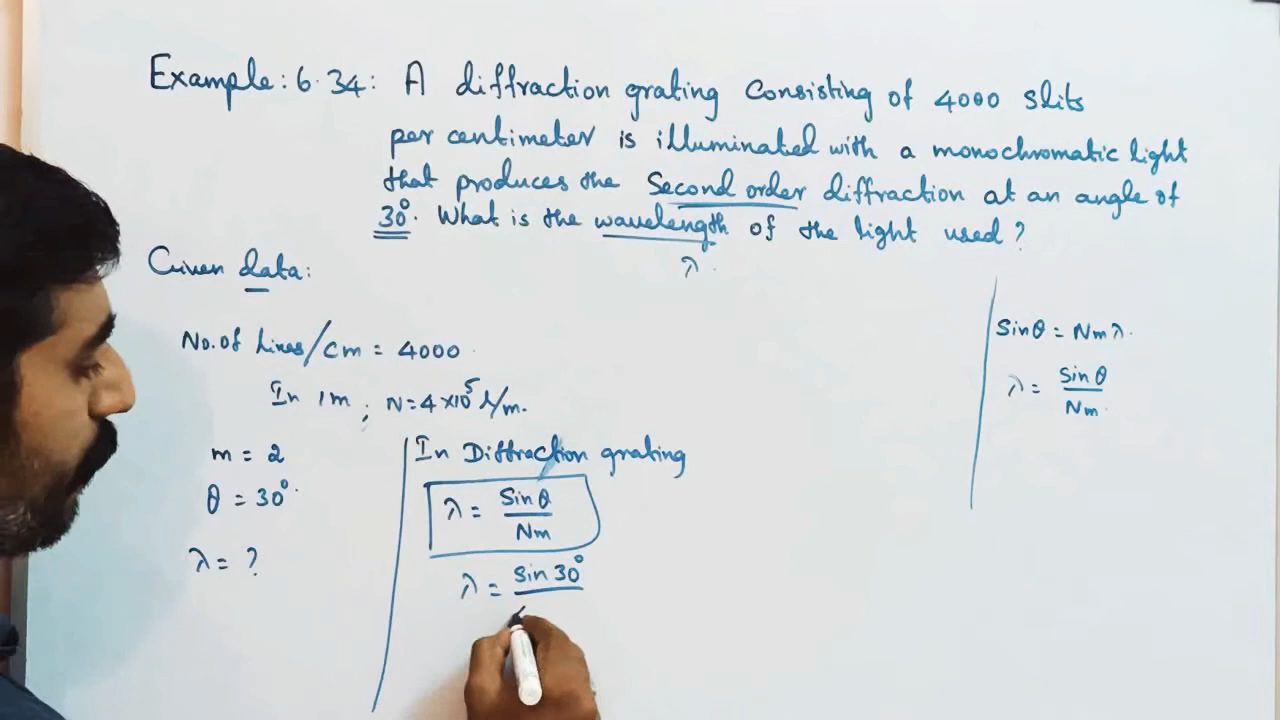 Example: 6.34: A diffraction grating consisting of 4000 slits
per centimeter is illuminated with a monochromatic light
that produces the second order diffraction at an angle of
30°. What is the wavelength of the light used?
λ.
Given data:
No. of lines/cm = 4000
In 1m ; N = 4×10⁵ l/m.
m = 2
θ = 30°.
λ = ?
In Diffraction grating
λ = Sinθ / Nm
λ = Sin 30°
Sinθ = Nmλ.
λ = Sinθ / Nm